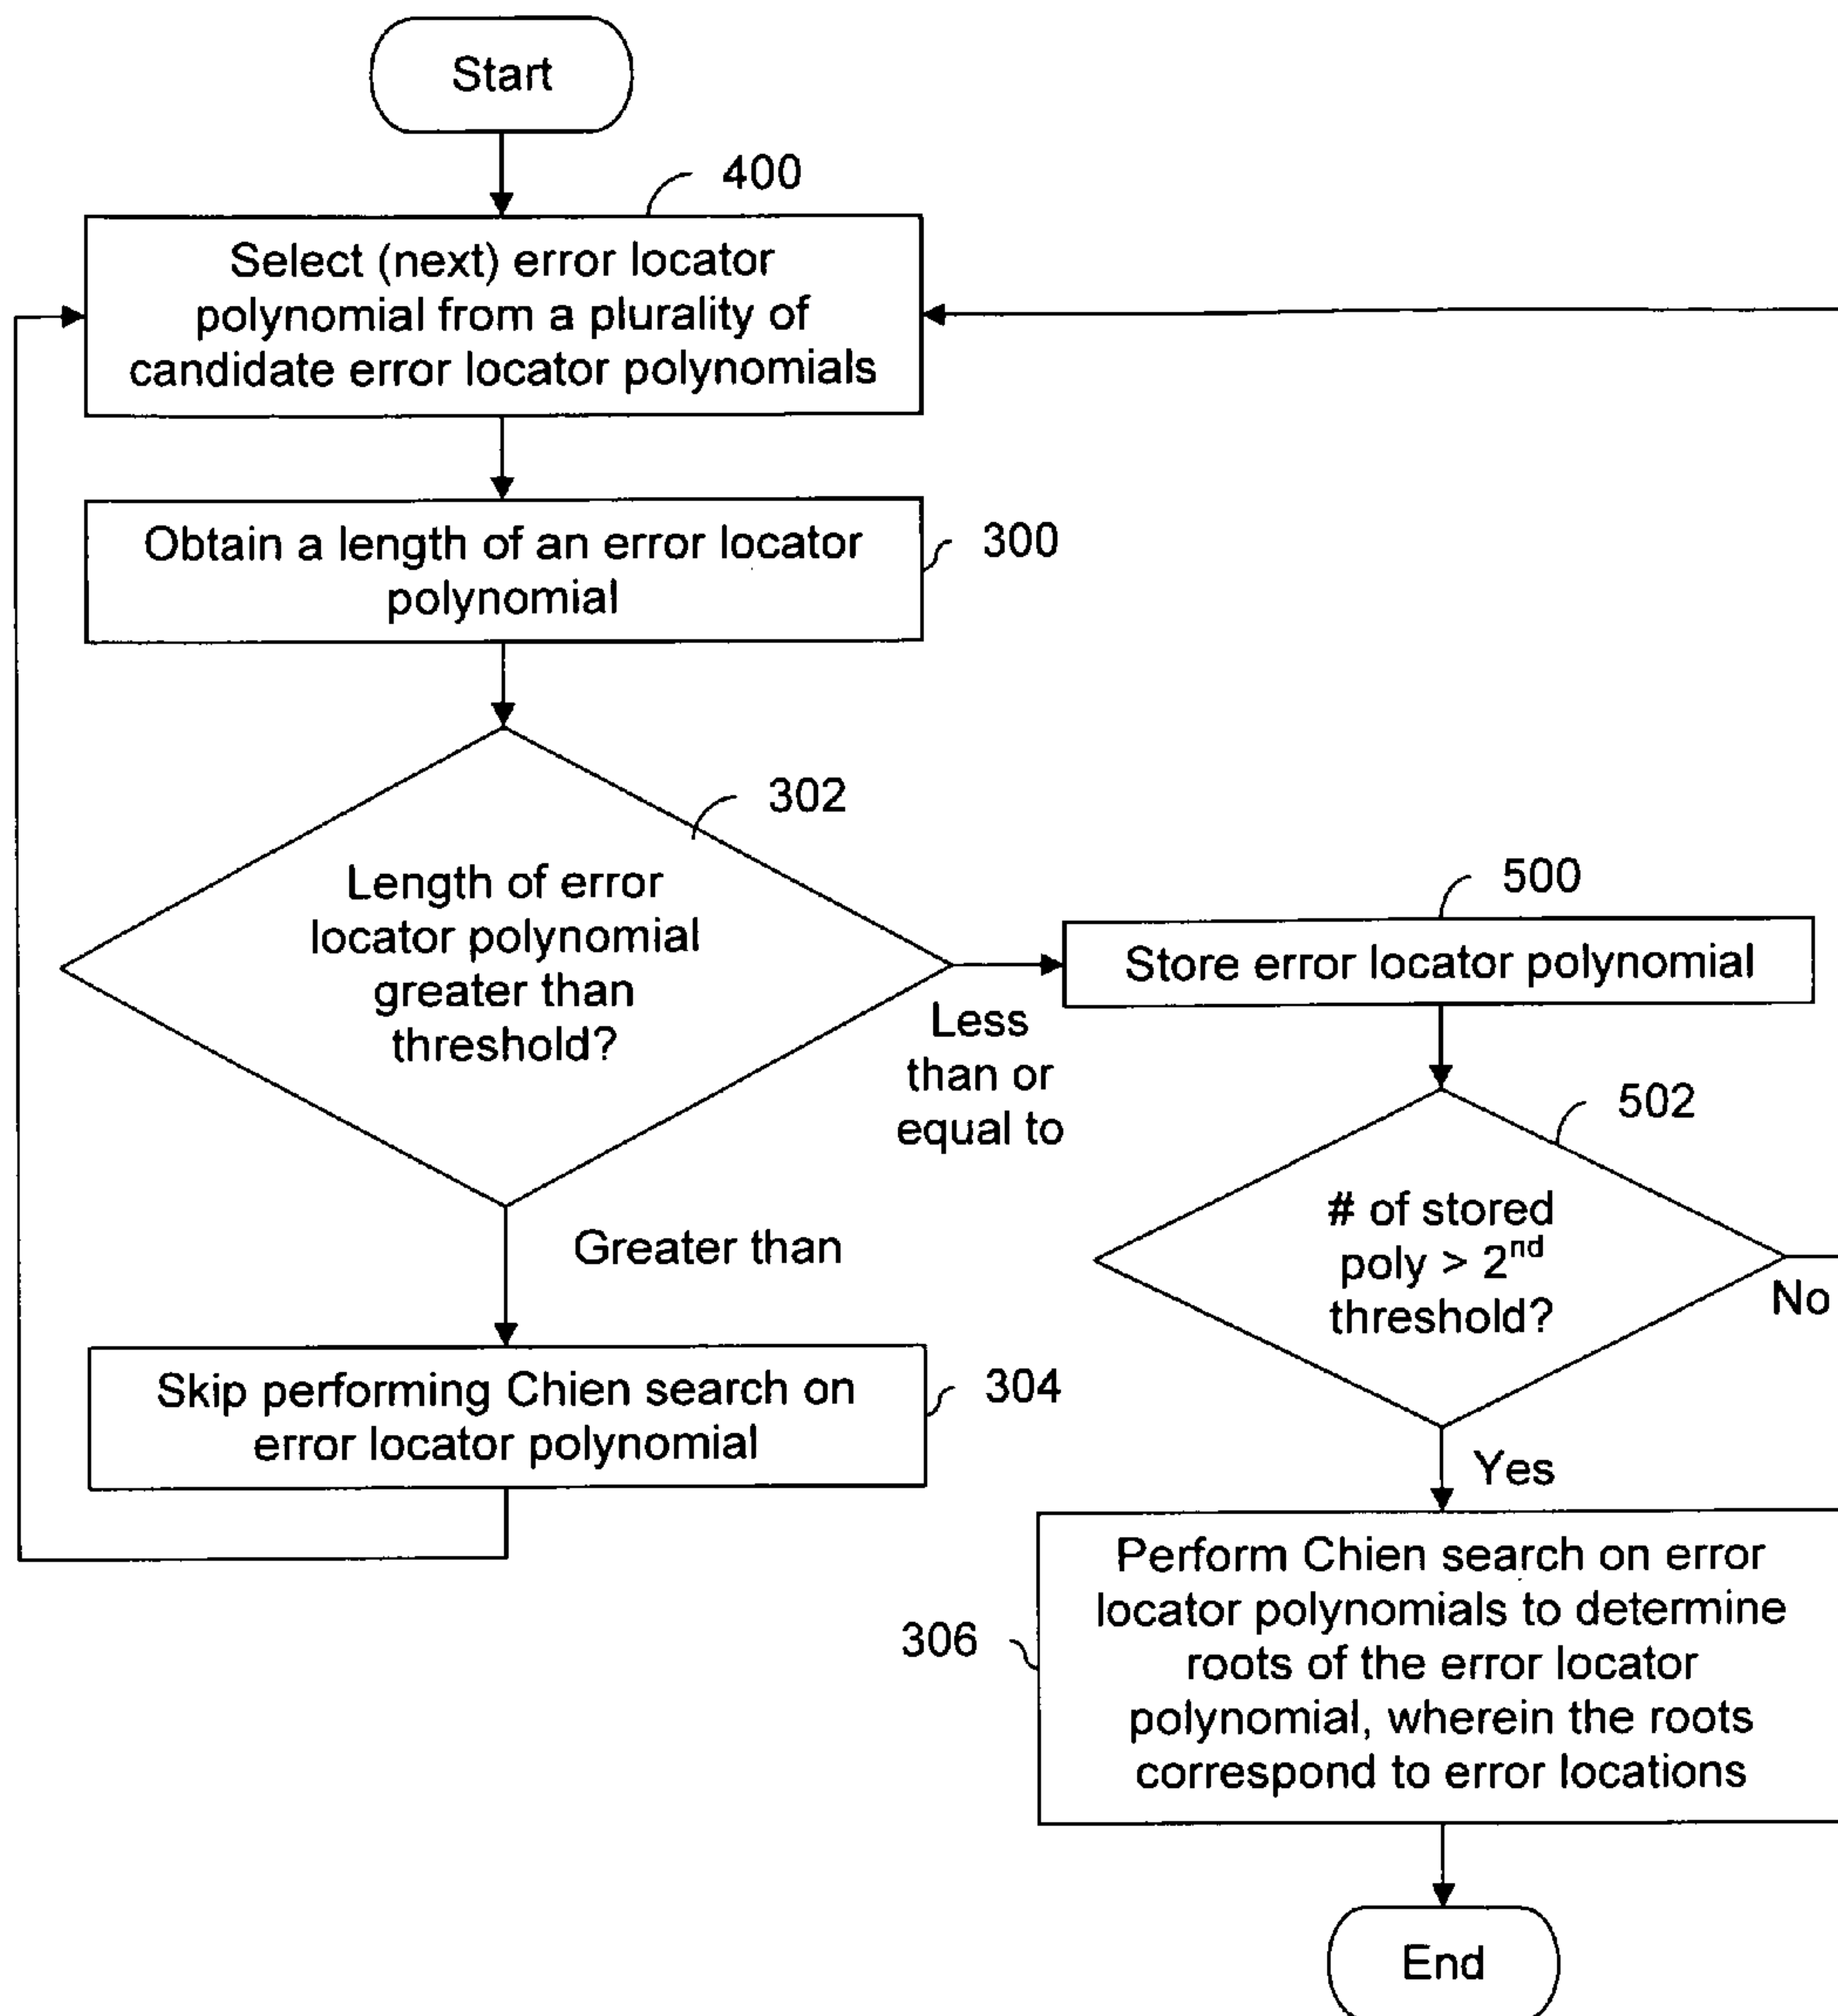 Start
400
Select (next) error locator
polynomial from a plurality of
candidate error locator polynomials
Obtain a length of an error locator
polynomial
300
302
Length of error
locator polynomial
greater than
threshold?
Less
than or
equal to
Greater than
Skip performing Chien search on
error locator polynomial
304
500
Store error locator polynomial
502
# of stored
poly > 2nd
threshold?
No
Yes
306
Perform Chien search on error
locator polynomials to determine
roots of the error locator
polynomial, wherein the roots
correspond to error locations
End